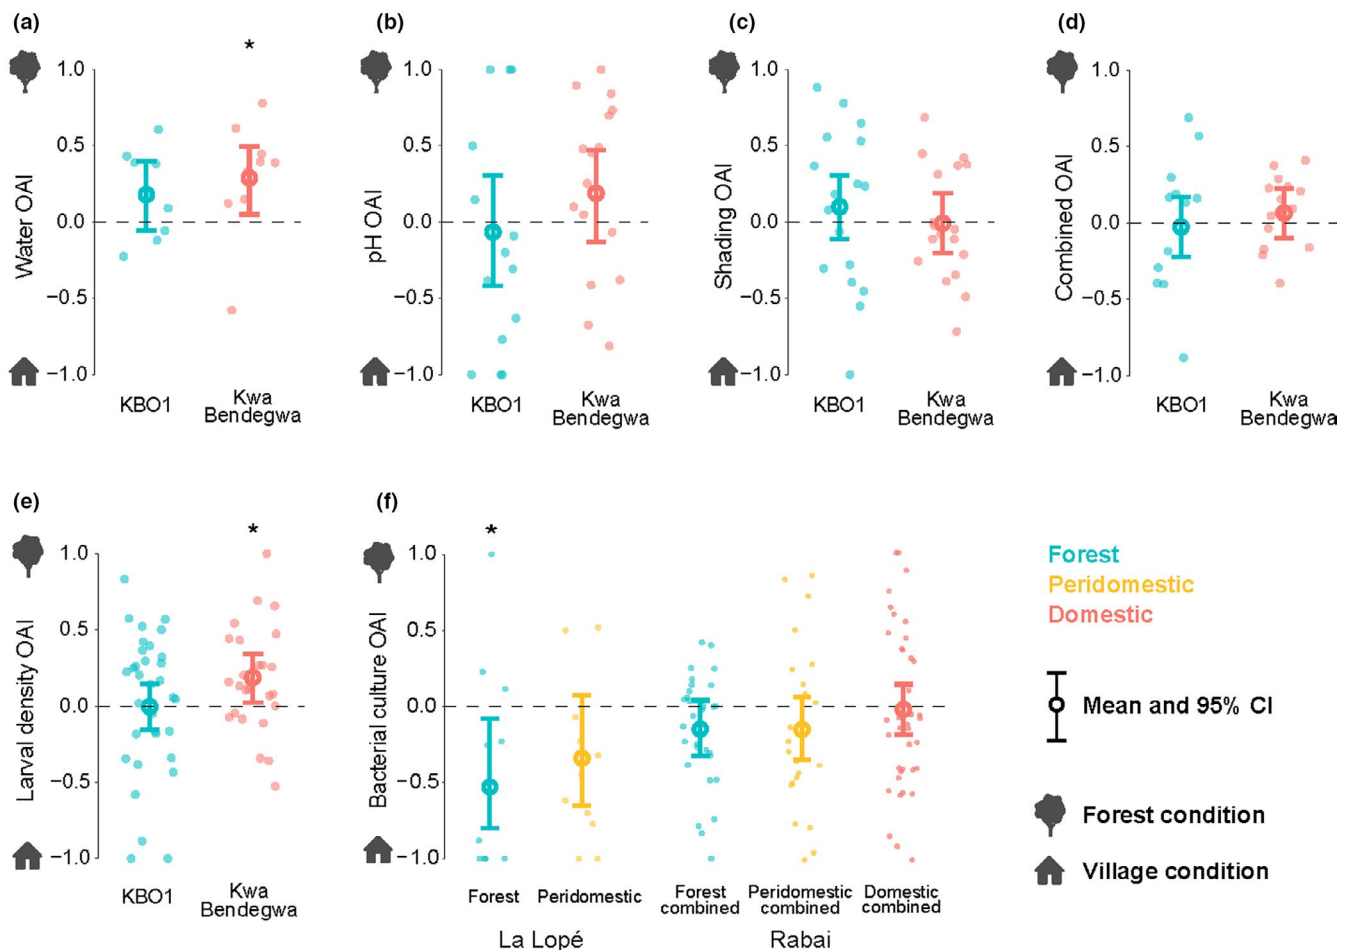 (a)
*
Water OAI
1.0
0.5
0.0
−0.5
−1.0
KBO1
Kwa
Bendegwa
(b)
pH OAI
1.0
0.5
0.0
−0.5
−1.0
KBO1
Kwa
Bendegwa
(c)
Shading OAI
1.0
0.5
0.0
−0.5
−1.0
KBO1
Kwa
Bendegwa
(d)
Combined OAI
1.0
0.5
0.0
−0.5
−1.0
KBO1
Kwa
Bendegwa
(e)
*
Larval density OAI
1.0
0.5
0.0
−0.5
−1.0
KBO1
Kwa
Bendegwa
(f)
*
Bacterial culture OAI
1.0
0.5
0.0
−0.5
−1.0
Forest
Peridomestic
Forest
combined
Peridomestic
combined
Domestic
combined
La Lopé
Rabai
Forest
Peridomestic
Domestic
Mean and 95% CI
Forest condition
Village condition